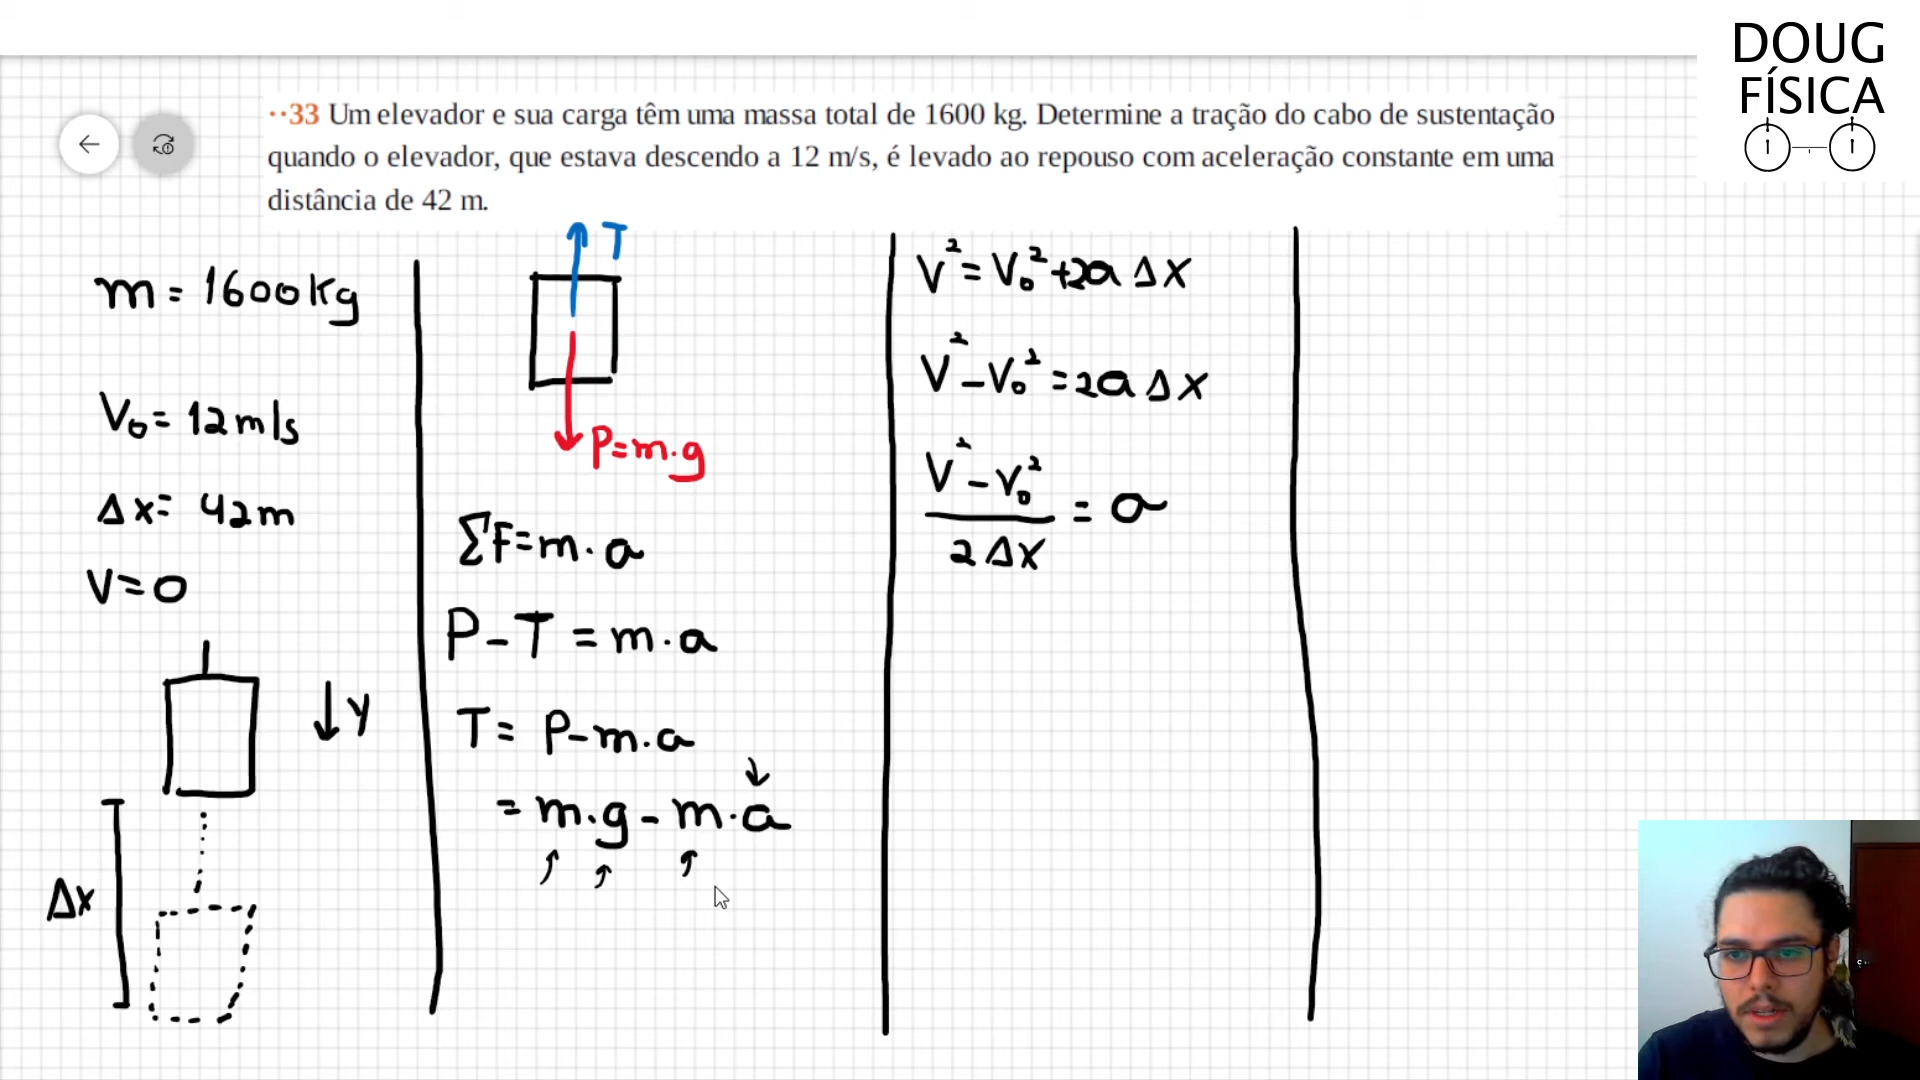 DOUG
FÍSICA
··33 Um elevador e sua carga têm uma massa total de 1600 kg. Determine a tração do cabo de sustentação
quando o elevador, que estava descendo a 12 m/s, é levado ao repouso com aceleração constante em uma
distância de 42 m.
m = 1600 kg
V₀ = 12 m/s
Δx = 42 m
V = 0
↓ y
Δx
T
P = m·g
ΣF = m·a
P - T = m·a
T = P - m·a
= m·g - m·a
V² = V₀² + 2a Δx
V² - V₀² = 2a Δx
V² - V₀²
2 Δx
= a